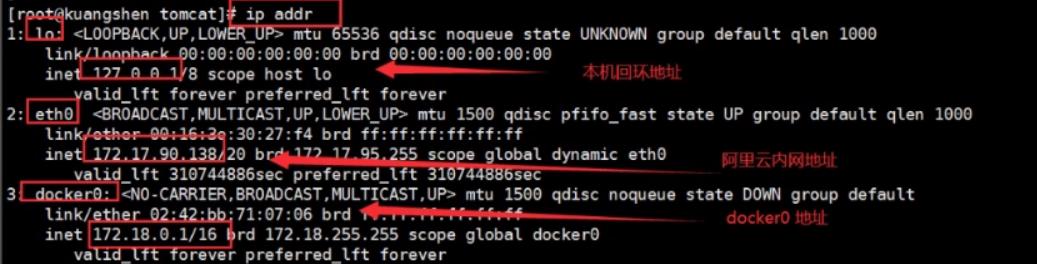 [root@kuangshen tomcat]# ip addr
1: lo: <LOOPBACK,UP,LOWER_UP> mtu 65536 qdisc noqueue state UNKNOWN group default qlen 1000
link/loopback 00:00:00:00:00:00 brd 00:00:00:00:00:00
inet 127.0.0.1/8 scope host lo
本机回环地址
valid_lft forever preferred_lft forever
2: eth0 <BROADCAST,MULTICAST,UP,LOWER_UP> mtu 1500 qdisc pfifo_fast state UP group default qlen 1000
link/ether 00:16:3e:30:27:f4 brd ff:ff:ff:ff:ff:ff
inet 172.17.90.138/20 brd 172.17.95.255 scope global dynamic eth0
阿里云内网地址
valid_lft 310744886sec preferred_lft 310744886sec
3: docker0: <NO-CARRIER,BROADCAST,MULTICAST,UP> mtu 1500 qdisc noqueue state DOWN group default
link/ether 02:42:bb:71:07:06 brd ff:ff:ff:ff:ff:ff
docker0 地址
inet 172.18.0.1/16 brd 172.18.255.255 scope global docker0
valid_lft forever preferred_lft forever